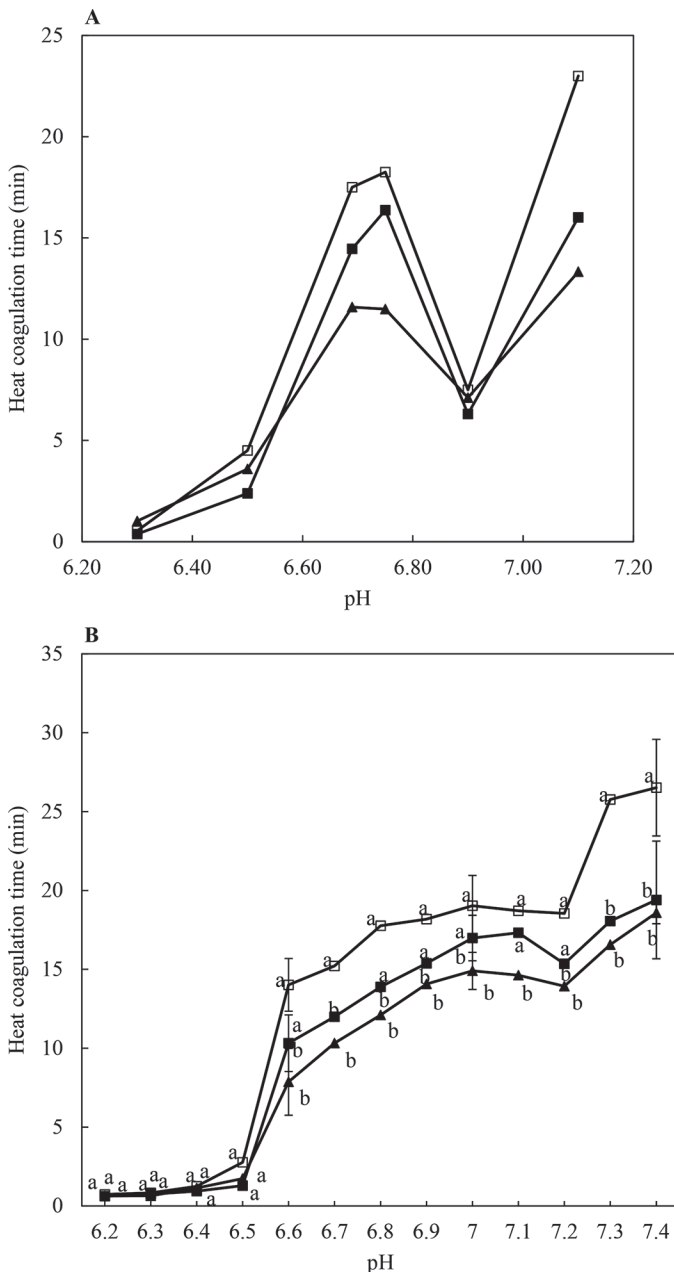 A
25
20
15
10
5
0
Heat coagulation time (min)
6.20 6.40 6.60 6.80 7.00 7.20
pH
B
35
30
25
20
15
10
5
0
Heat coagulation time (min)
a a a a a a a a a a a a
a a a a a b a b a b a b a a b b b
a a b b b b b b b b b
6.2 6.3 6.4 6.5 6.6 6.7 6.8 6.9 7 7.1 7.2 7.3 7.4
pH